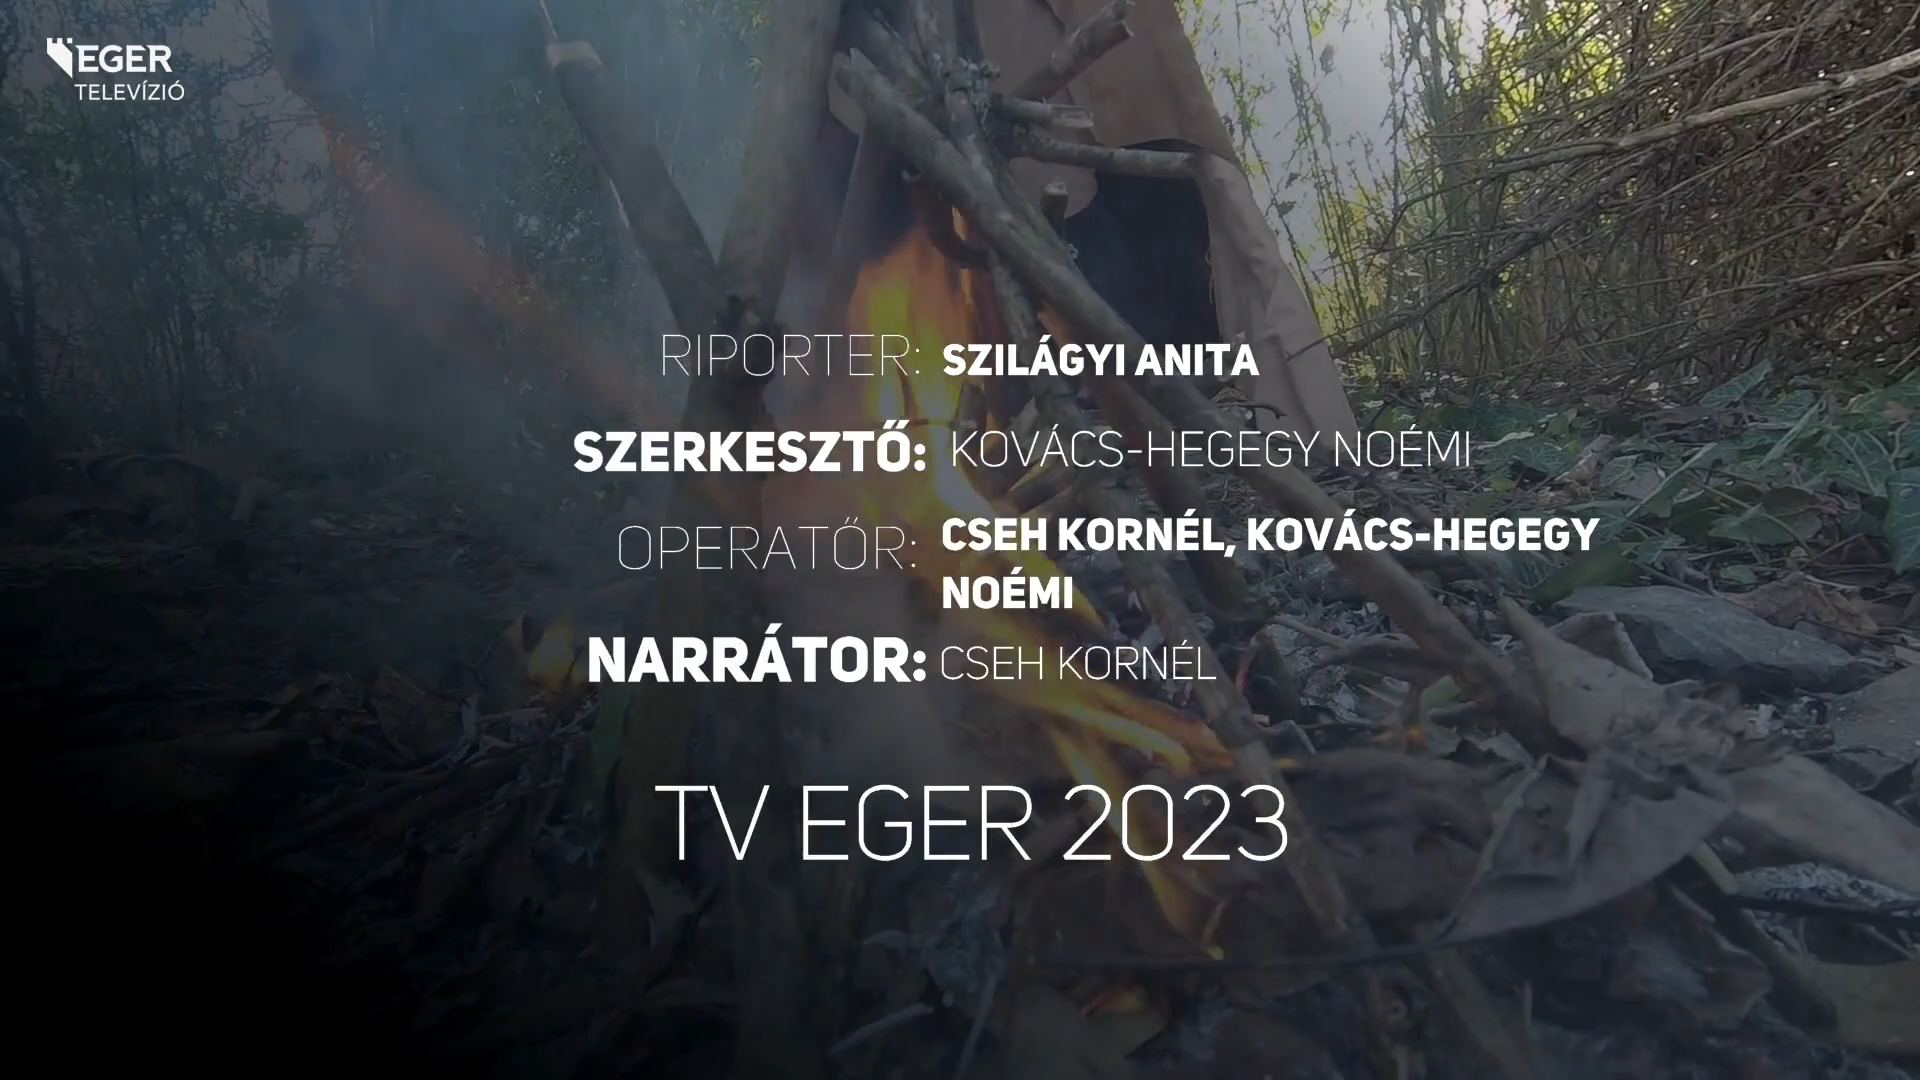 EGER
TELEVÍZIÓ
RIPORTER: SZILÁGYI ANITA
SZERKESZTŐ: KOVÁCS-HEGEGY NOÉMI
OPERATŐR: CSEH KORNÉL, KOVÁCS-HEGEGY
NOÉMI
NARRÁTOR: CSEH KORNÉL
TV EGER 2023